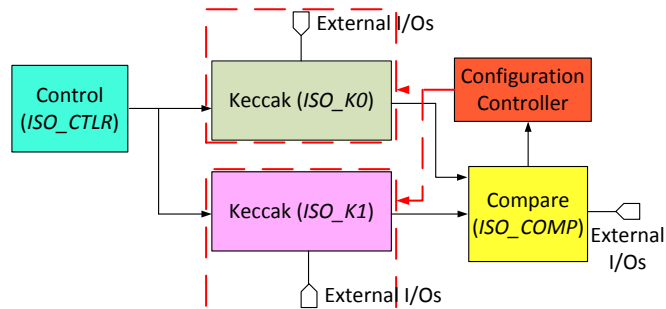 External I/Os
Control
(ISO_CTLR)
Keccak (ISO_K0)
Configuration
Controller
Keccak (ISO_K1)
Compare
(ISO_COMP)
External
I/Os
External I/Os